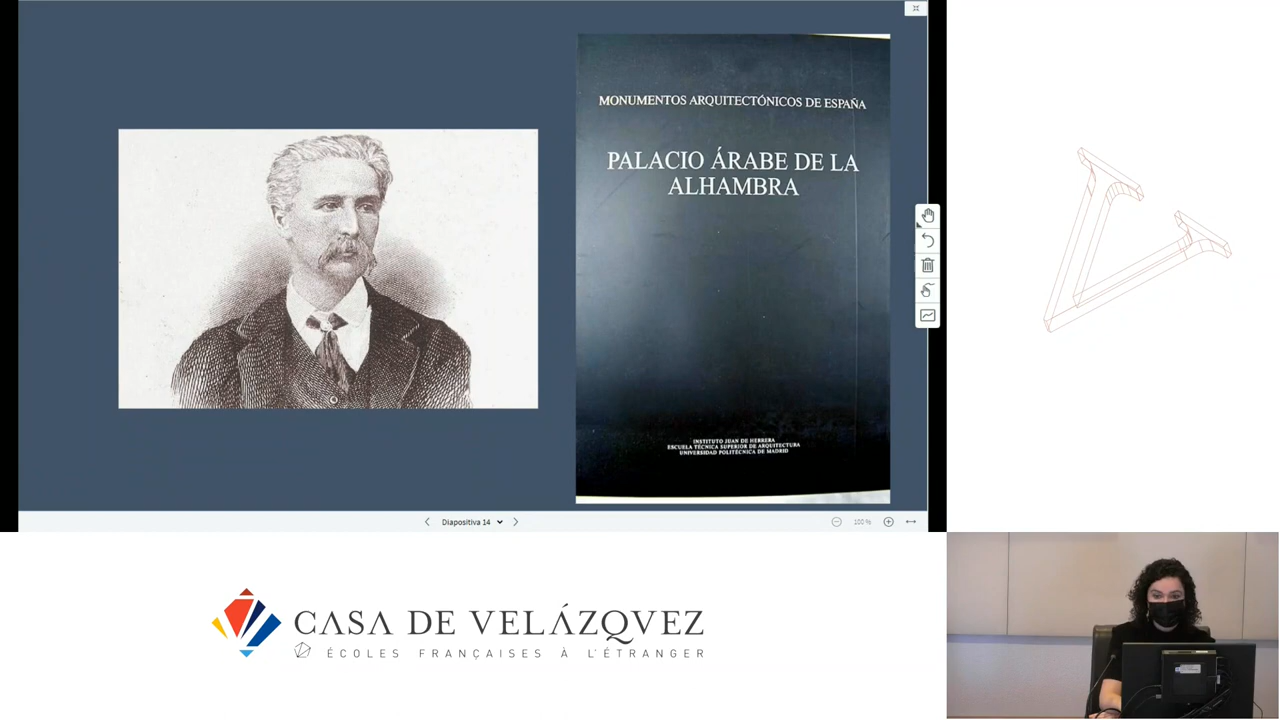 MONUMENTOS ARQUITECTÓNICOS DE ESPAÑA
PALACIO ÁRABE DE LA
ALHAMBRA
INSTITUTO JUAN DE HERRERA
ESCUELA TÉCNICA SUPERIOR DE ARQUITECTURA
UNIVERSIDAD POLITÉCNICA DE MADRID
Diapositiva 14
100 %
CASA DE VELÁZQVEZ
ÉCOLES FRANÇAISES À L'ÉTRANGER